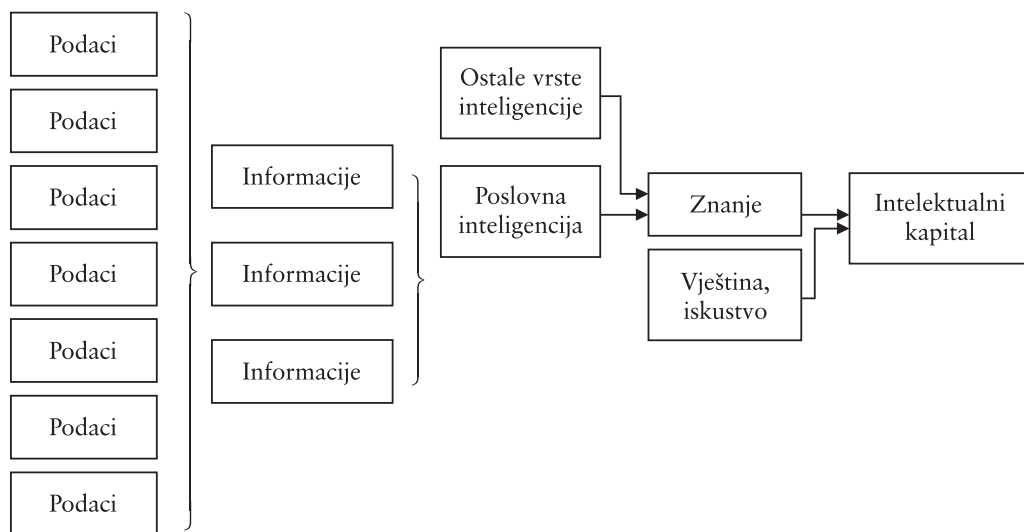 Podaci
Podaci
Podaci
Podaci
Podaci
Podaci
Podaci
Informacije
Informacije
Informacije
Ostale vrste
inteligencije
Poslovna
inteligencija
Znanje
Vještina,
iskustvo
Intelektualni
kapital